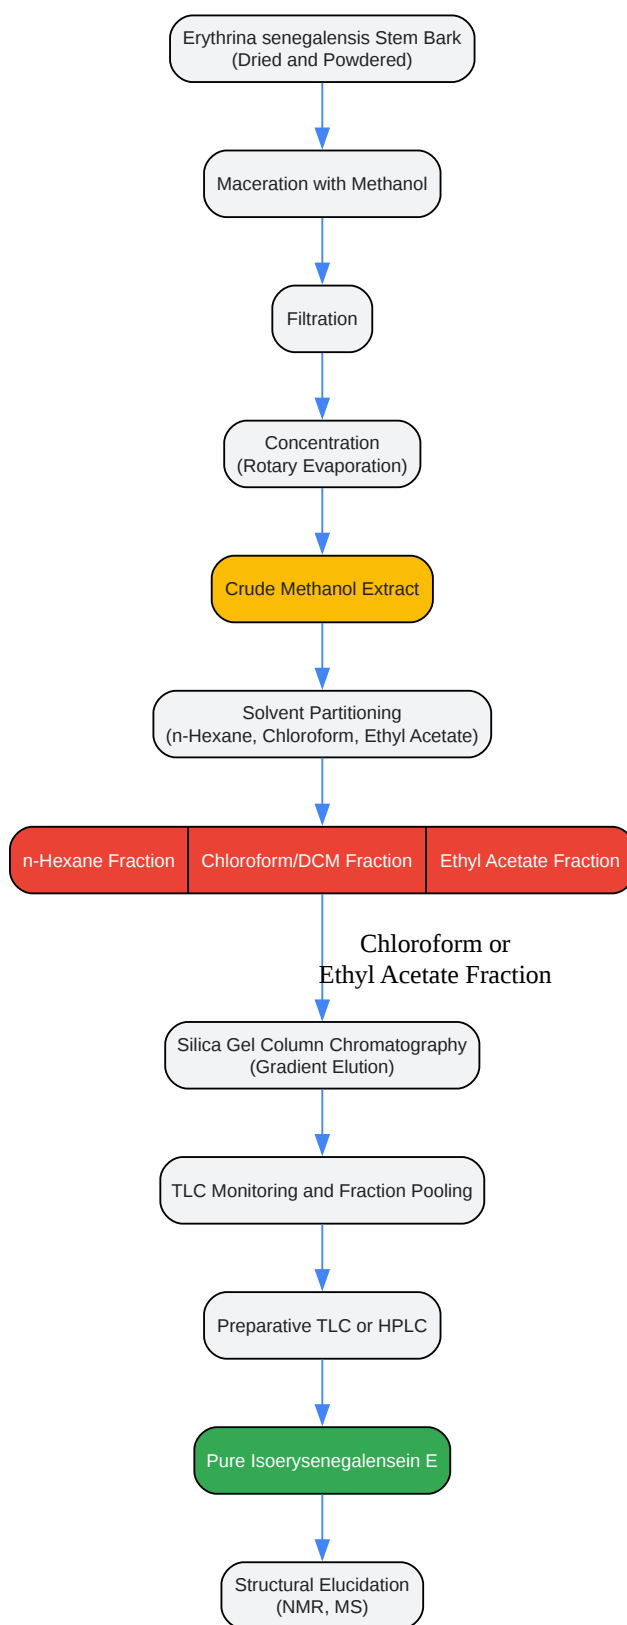 Erythrina senegalensis Stem Bark
(Dried and Powdered)
Maceration with Methanol
Filtration
Concentration
(Rotary Evaporation)
Crude Methanol Extract
Solvent Partitioning
(n-Hexane, Chloroform, Ethyl Acetate)
n-Hexane Fraction
Chloroform/DCM Fraction
Ethyl Acetate Fraction
Chloroform or
Ethyl Acetate Fraction
Silica Gel Column Chromatography
(Gradient Elution)
TLC Monitoring and Fraction Pooling
Preparative TLC or HPLC
Pure Isoerysenegalensein E
Structural Elucidation
(NMR, MS)